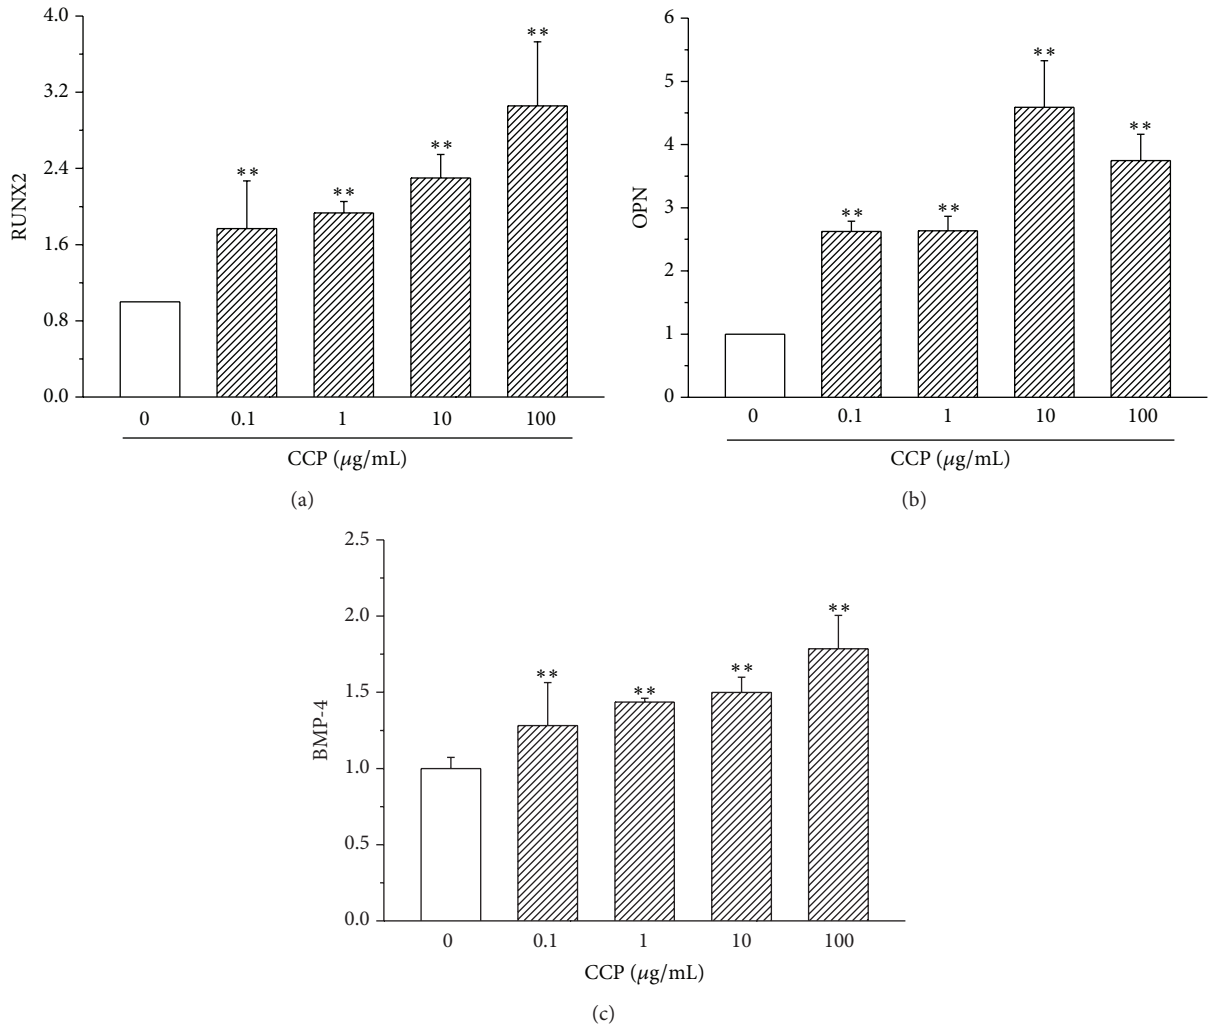 4.0
3.2
2.4
1.6
0.8
0.0
RUNX2
**
**
**
**
0 0.1 1 10 100
CCP (μg/mL)
(a)
6
5
4
3
2
1
0
OPN
**
**
**
**
0 0.1 1 10 100
CCP (μg/mL)
(b)
2.5
2.0
1.5
1.0
0.5
0.0
BMP-4
**
**
**
**
0 0.1 1 10 100
CCP (μg/mL)
(c)